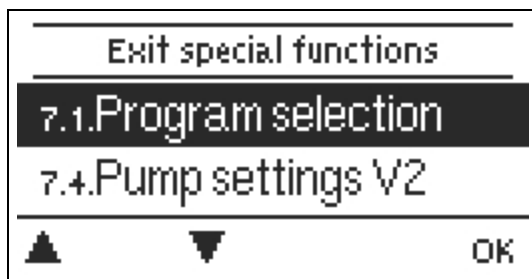 Exit special functions
7.1.Program selection
7.4.Pump settings V2
OK